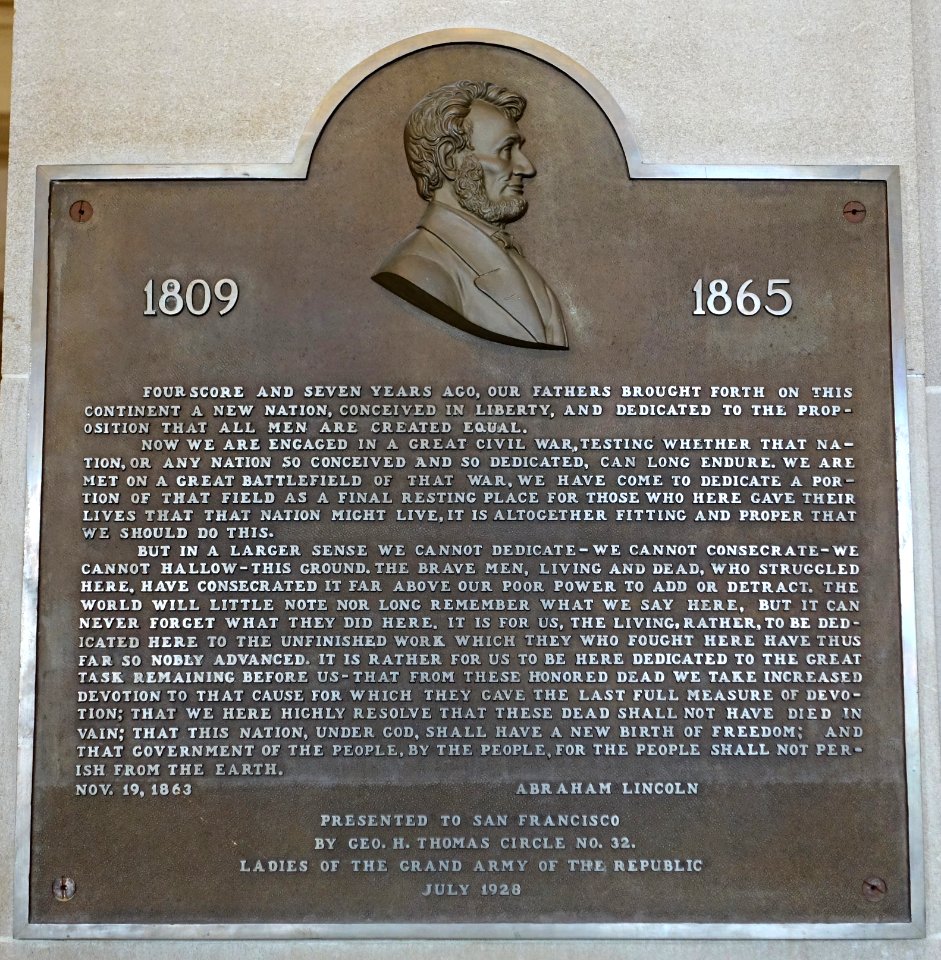 1809
1865
FOURSCORE AND SEVEN YEARS AGO, OUR FATHERS BROUGHT FORTH ON THIS
CONTINENT A NEW NATION, CONCEIVED IN LIBERTY, AND DEDICATED TO THE PROP-
OSITION THAT ALL MEN ARE CREATED EQUAL.
NOW WE ARE ENGAGED IN A GREAT CIVIL WAR, TESTING WHETHER THAT NA-
TION, OR ANY NATION SO CONCEIVED AND SO DEDICATED, CAN LONG ENDURE. WE ARE
MET ON A GREAT BATTLEFIELD OF THAT WAR, WE HAVE COME TO DEDICATE A POR-
TION OF THAT FIELD AS A FINAL RESTING PLACE FOR THOSE WHO HERE GAVE THEIR
LIVES THAT THAT NATION MIGHT LIVE, IT IS ALTOGETHER FITTING AND PROPER THAT
WE SHOULD DO THIS.
BUT IN A LARGER SENSE WE CANNOT DEDICATE-WE CANNOT CONSECRATE-WE
CANNOT HALLOW-THIS GROUND. THE BRAVE MEN, LIVING AND DEAD, WHO STRUGGLED
HERE, HAVE CONSECRATED IT FAR ABOVE OUR POOR POWER TO ADD OR DETRACT. THE
WORLD WILL LITTLE NOTE NOR LONG REMEMBER WHAT WE SAY HERE, BUT IT CAN
NEVER FORGET WHAT THEY DID HERE. IT IS FOR US, THE LIVING, RATHER, TO BE DED-
ICATED HERE TO THE UNFINISHED WORK WHICH THEY WHO FOUGHT HERE HAVE THUS
FAR SO NOBLY ADVANCED. IT IS RATHER FOR US TO BE HERE DEDICATED TO THE GREAT
TASK REMAINING BEFORE US-THAT FROM THESE HONORED DEAD WE TAKE INCREASED
DEVOTION TO THAT CAUSE FOR WHICH THEY GAVE THE LAST FULL MEASURE OF DEVO-
TION; THAT WE HERE HIGHLY RESOLVE THAT THESE DEAD SHALL NOT HAVE DIED IN
VAIN; THAT THIS NATION, UNDER GOD, SHALL HAVE A NEW BIRTH OF FREEDOM; AND
THAT GOVERNMENT OF THE PEOPLE, BY THE PEOPLE, FOR THE PEOPLE SHALL NOT PER-
ISH FROM THE EARTH.
NOV. 19, 1863 ABRAHAM LINCOLN
PRESENTED TO SAN FRANCISCO
BY GEO. H. THOMAS CIRCLE NO. 32.
LADIES OF THE GRAND ARMY OF THE REPUBLIC
JULY 1928